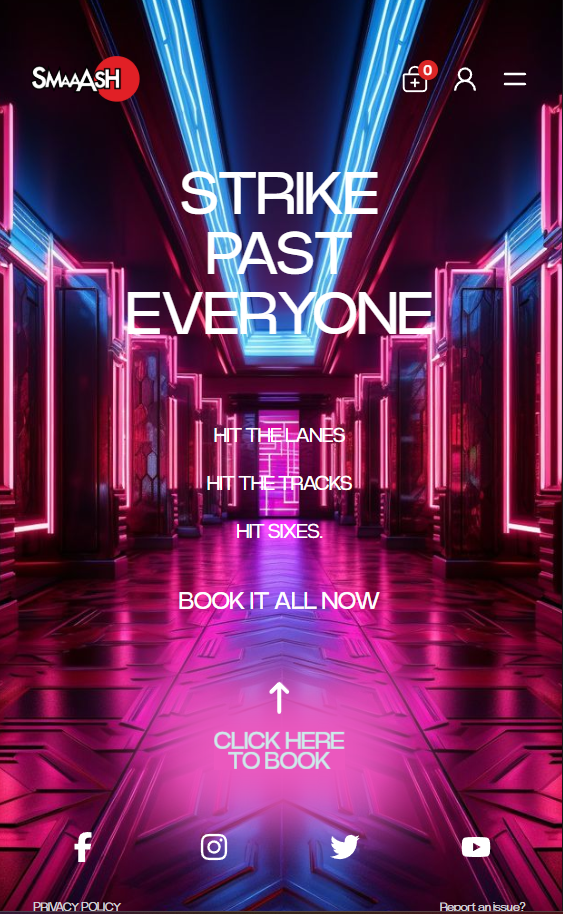 SMAAASH
0
STRIKE
PAST
EVERYONE
HIT THE LANES
HIT THE TRACKS
HIT SIXES.
BOOK IT ALL NOW
CLICK HERE
TO BOOK
PRIVACY POLICY
Report an issue?